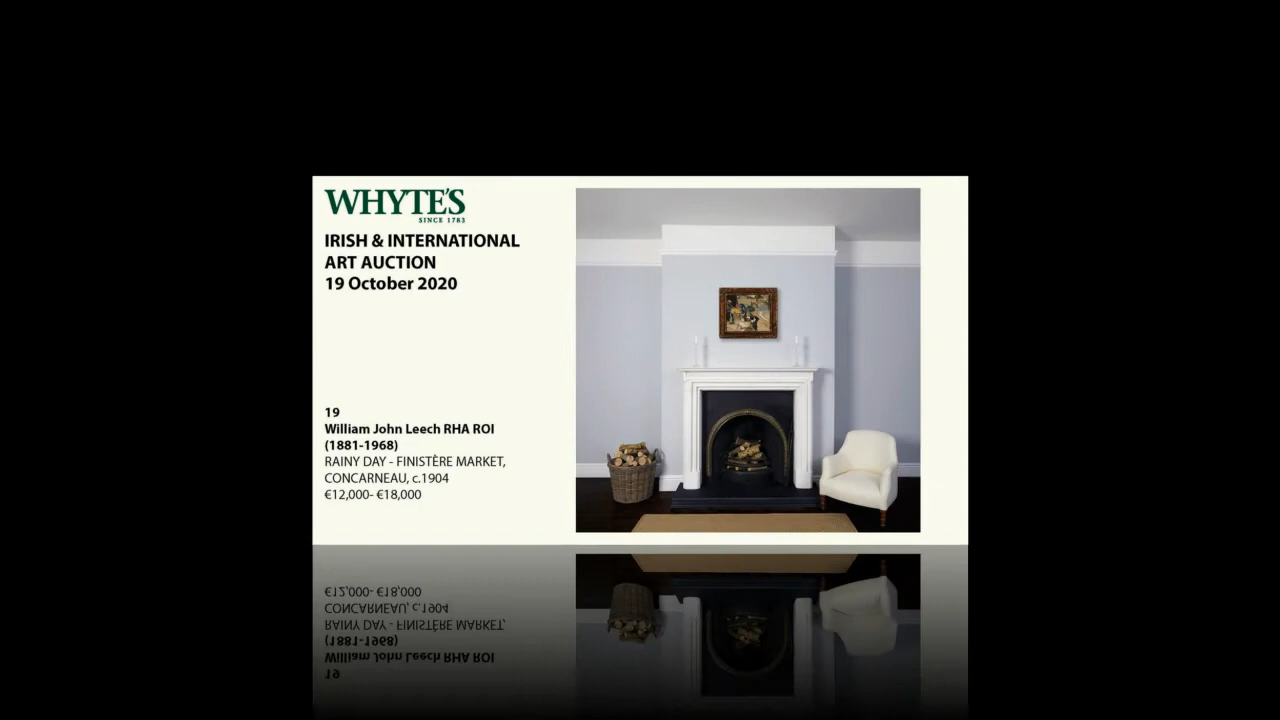 WHYTE'S
SINCE 1783
IRISH & INTERNATIONAL
ART AUCTION
19 October 2020
19
William John Leech RHA ROI
(1881-1968)
RAINY DAY - FINISTÈRE MARKET,
CONCARNEAU, c.1904
€12,000- €18,000